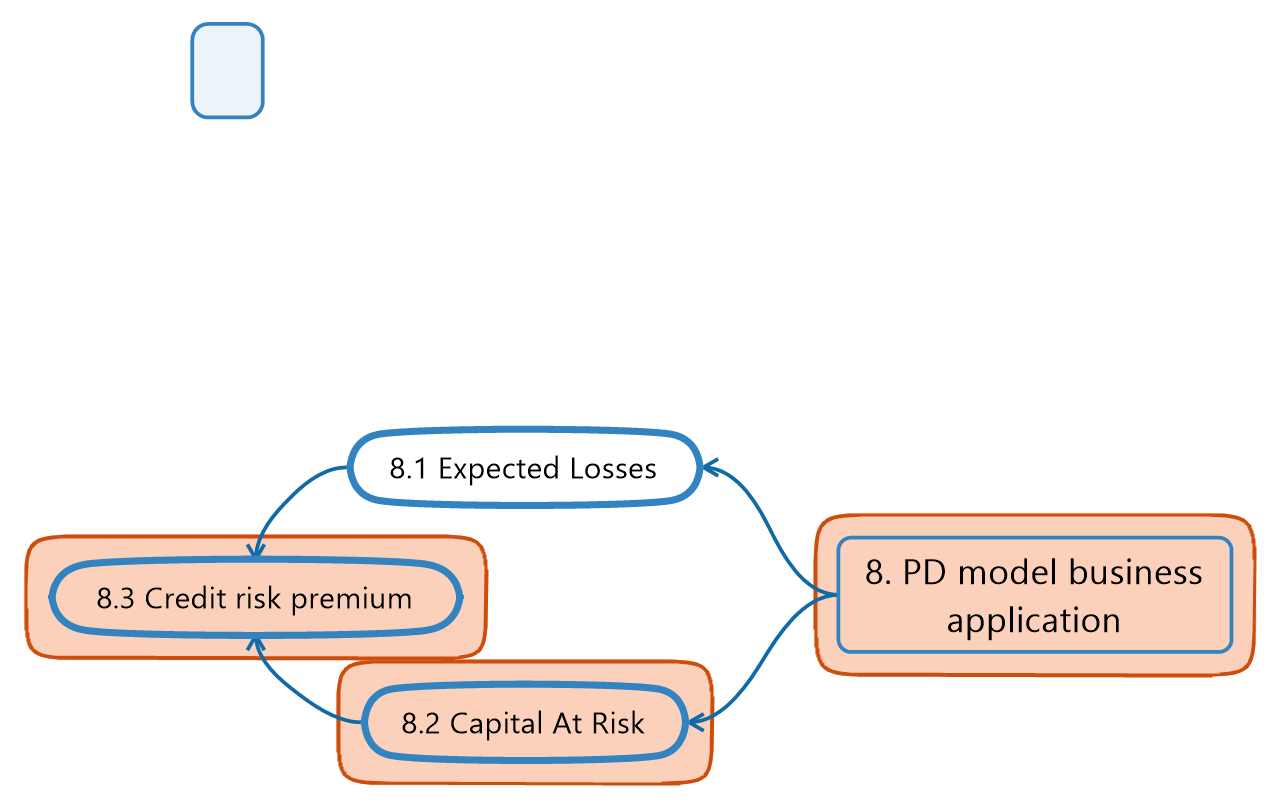 8.1 Expected Losses
8. PD model business
application
8.3 Credit risk premium
8.2 Capital At Risk